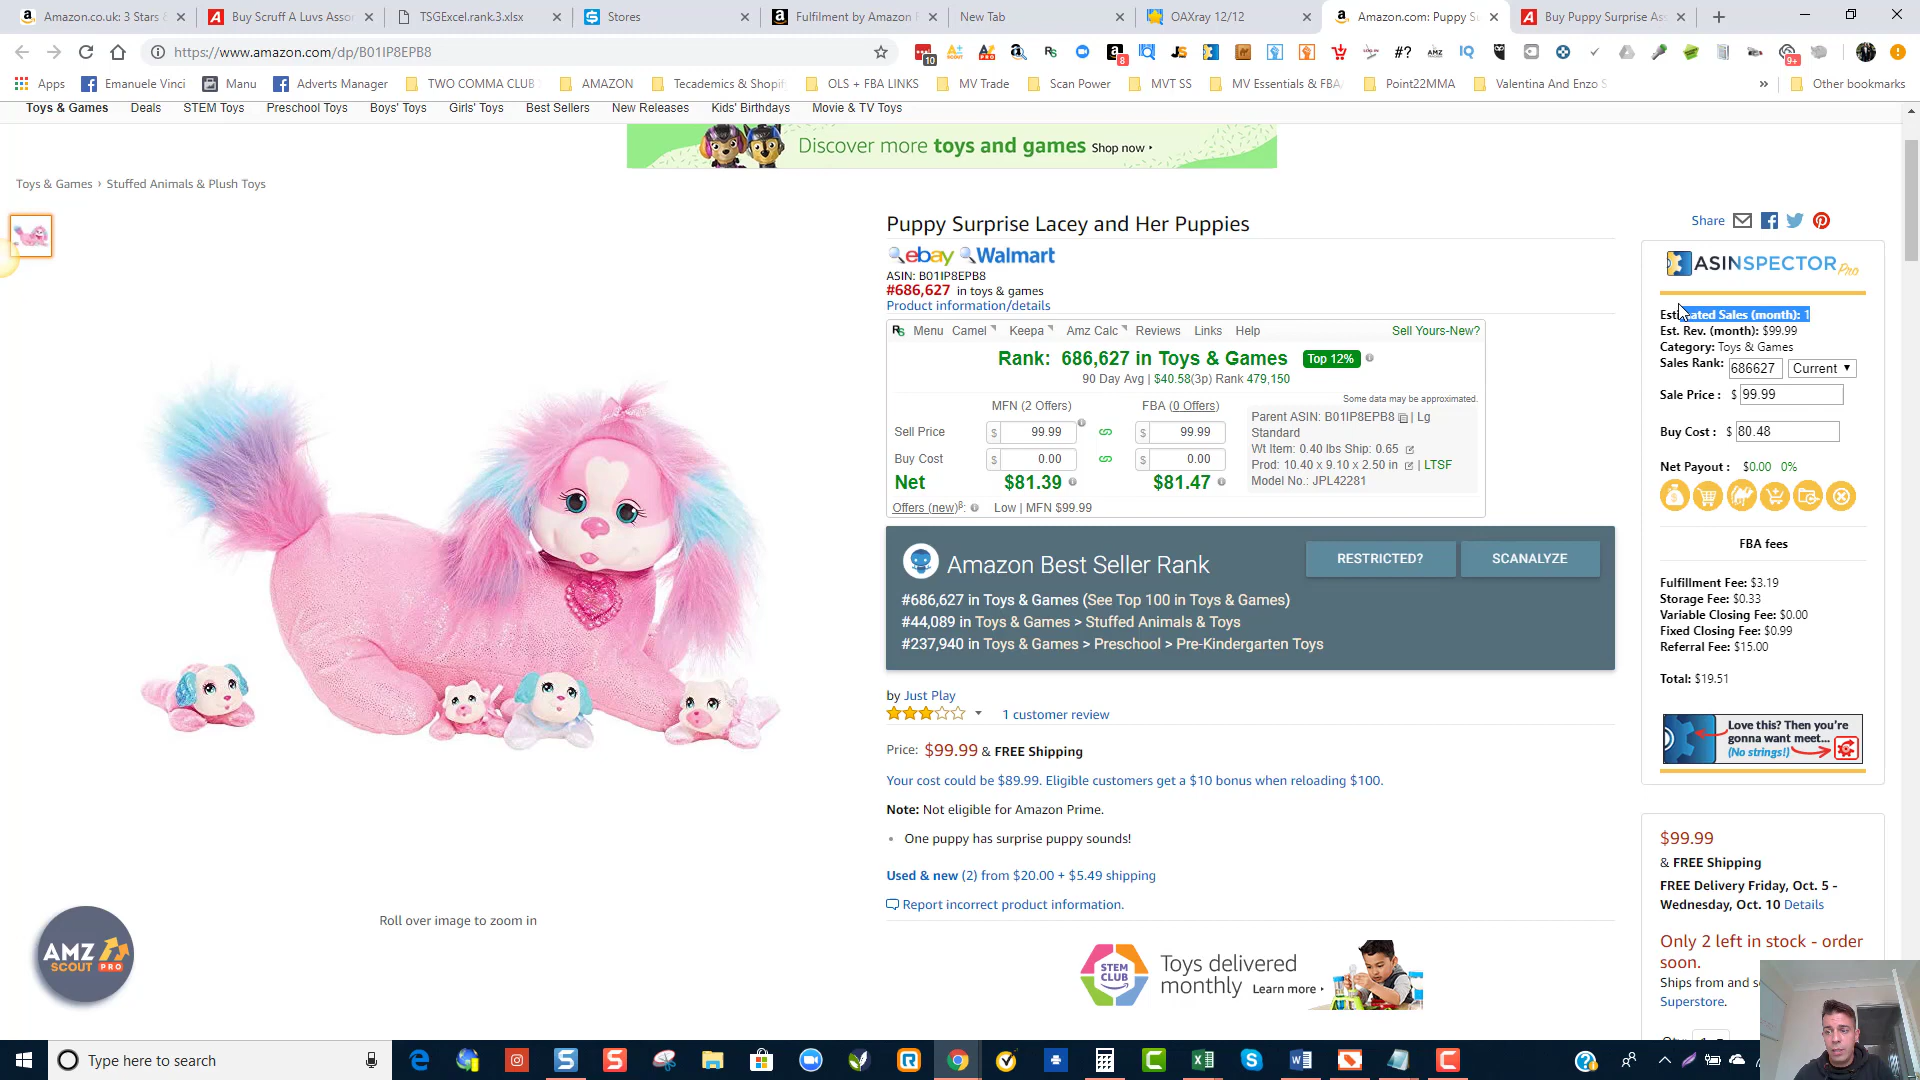 Amazon.co.uk: 3 Stars &
Buy Scruff A Luvs Assor
TSGExcel.rank.3.xlsx
Stores
Fulfilment by Amazon
New Tab
OAXray 12/12
Amazon.com: Puppy Su
Buy Puppy Surprise Ass
https://www.amazon.com/dp/B01IP8EPB8
Apps
Emanuele Vinci
Manu
Adverts Manager
TWO COMMA CLUB
AMAZON
Tecademics & Shopif
OLS + FBA LINKS
MV Trade
Scan Power
MVT SS
MV Essentials & FBA
Point22MMA
Valentina And Enzo S
Other bookmarks
Toys & Games
Deals
STEM Toys
Preschool Toys
Boys' Toys
Girls' Toys
Best Sellers
New Releases
Kids' Birthdays
Movie & TV Toys
Discover more toys and games Shop now ›
Toys & Games › Stuffed Animals & Plush Toys
Puppy Surprise Lacey and Her Puppies
ebay Walmart
ASIN: B01IP8EPB8
#686,627 in toys & games
Product information/details
RS Menu Camel Keepa Amz Calc Reviews Links Help Sell Yours-New?
Rank: 686,627 in Toys & Games Top 12%
90 Day Avg | $40.58(3p) Rank 479,150
Some data may be approximated.
MFN (2 Offers) FBA (0 Offers)
Sell Price $ 99.99 $ 99.99
Buy Cost $ 0.00 $ 0.00
Net $81.39 $81.47
Offers (new)β: Low | MFN $99.99
Parent ASIN: B01IP8EPB8 | Lg
Standard
Wt Item: 0.40 lbs Ship: 0.65
Prod: 10.40 x 9.10 x 2.50 in | LTSF
Model No.: JPL42281
Amazon Best Seller Rank
RESTRICTED?
SCANALYZE
#686,627 in Toys & Games (See Top 100 in Toys & Games)
#44,089 in Toys & Games > Stuffed Animals & Toys
#237,940 in Toys & Games > Preschool > Pre-Kindergarten Toys
by Just Play
1 customer review
Price: $99.99 & FREE Shipping
Your cost could be $89.99. Eligible customers get a $10 bonus when reloading $100.
Note: Not eligible for Amazon Prime.
• One puppy has surprise puppy sounds!
Used & new (2) from $20.00 + $5.49 shipping
Report incorrect product information.
Roll over image to zoom in
AMZ
SCOUT PRO
STEM
CLUB
Toys delivered
monthly Learn more ›
Share
ASINSPECTOR Pro
Estimated Sales (month): 1
Est. Rev. (month): $99.99
Category: Toys & Games
Sales Rank: 686627 Current
Sale Price : $ 99.99
Buy Cost : $ 80.48
Net Payout : $0.00 0%
FBA fees
Fulfillment Fee: $3.19
Storage Fee: $0.33
Variable Closing Fee: $0.00
Fixed Closing Fee: $0.99
Referral Fee: $15.00
Total: $19.51
Love this? Then you're
gonna want meet...
(No strings!)
$99.99
& FREE Shipping
FREE Delivery Friday, Oct. 5 -
Wednesday, Oct. 10 Details
Only 2 left in stock - order
soon.
Ships from and s
Superstore.
Type here to search